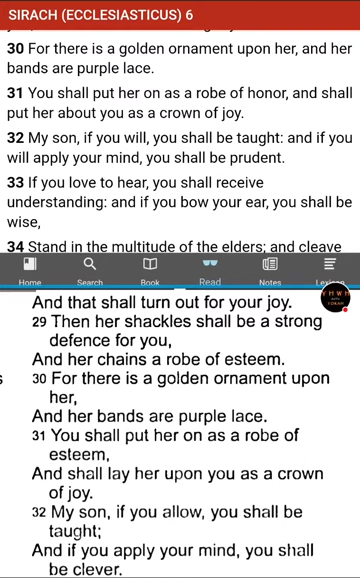 SIRACH (ECCLESIASTICUS) 6
30 For there is a golden ornament upon her, and her
bands are purple lace.
31 You shall put her on as a robe of honor, and shall
put her about you as a crown of joy.
32 My son, if you will, you shall be taught: and if you
will apply your mind, you shall be prudent.
33 If you love to hear, you shall receive
understanding: and if you bow your ear, you shall be
wise,
34 Stand in the multitude of the elders; and cleave
Home Search Book Read Notes Lexicon
And that shall turn out for your joy.
29 Then her shackles shall be a strong
defence for you,
And her chains a robe of esteem.
s
30 For there is a golden ornament upon
her,
And her bands are purple lace.
31 You shall put her on as a robe of
esteem,
And shall lay her upon you as a crown
of joy.
32 My son, if you allow, you shall be
taught;
And if you apply your mind, you shall
be clever.